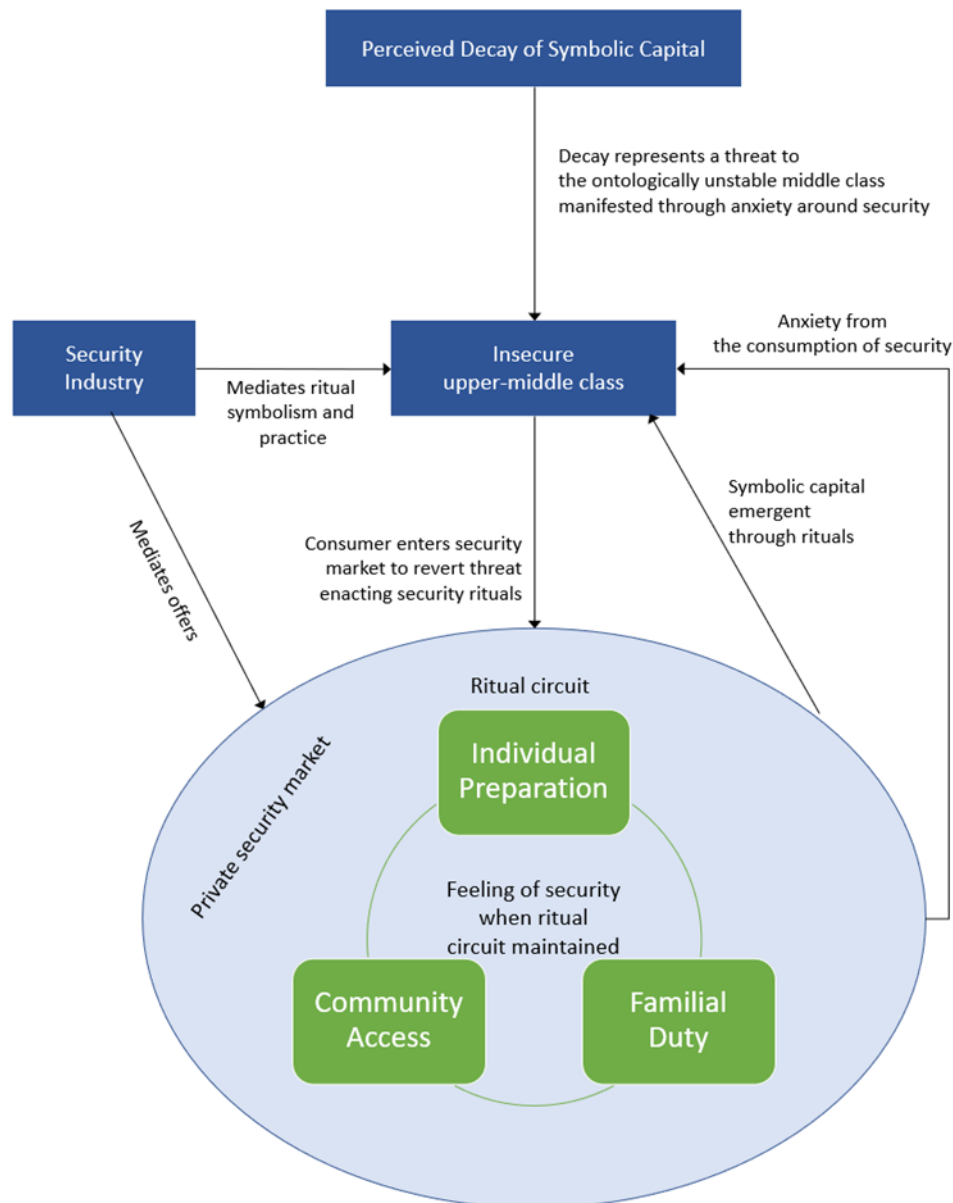 Perceived Decay of Symbolic Capital
Decay represents a threat to
the ontologically unstable middle class
manifested through anxiety around security
Security
Industry
Mediates ritual
symbolism and
practice
Insecure
upper-middle class
Anxiety from
the consumption of security
Mediates offers
Consumer enters security
market to revert threat
enacting security rituals
Symbolic capital
emergent
through rituals
Ritual circuit
Private security market
Individual
Preparation
Feeling of security
when ritual
circuit maintained
Community
Access
Familial
Duty